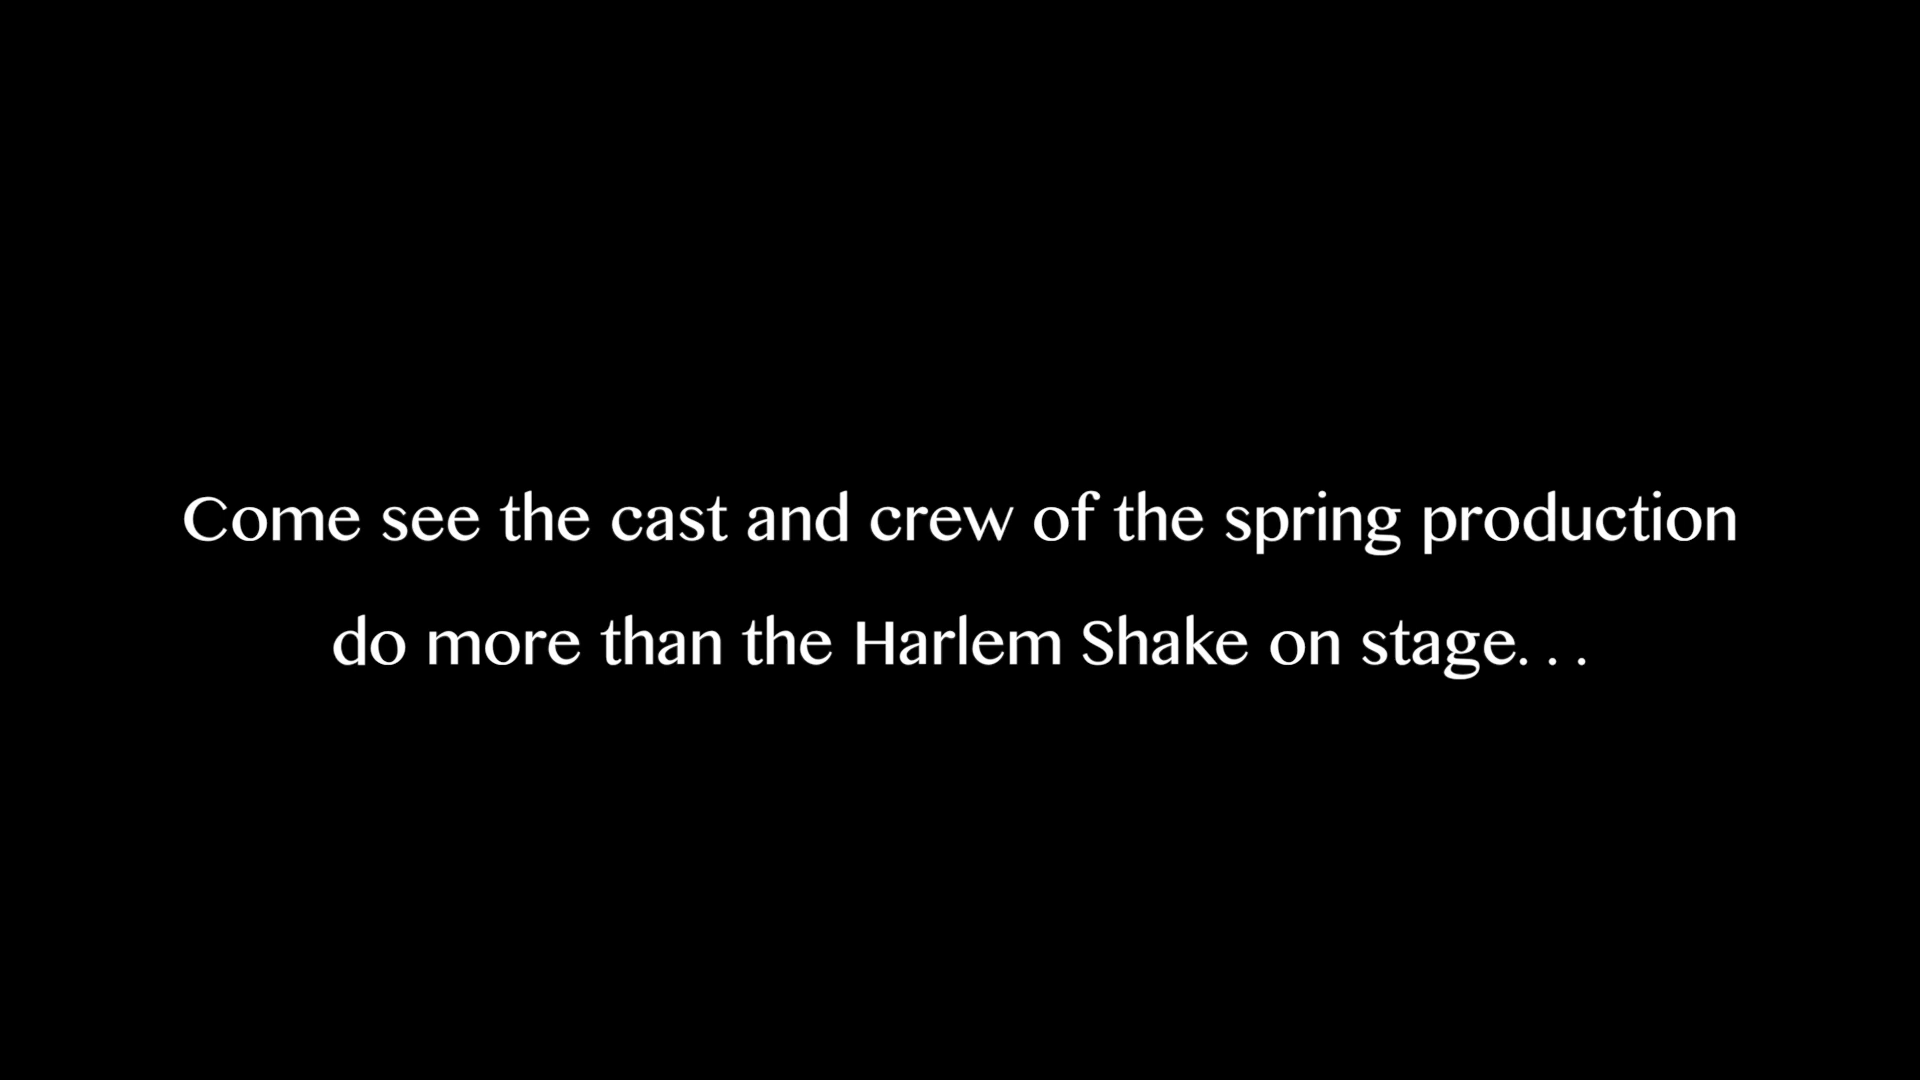 Come see the cast and crew of the spring production
do more than the Harlem Shake on stage. . .